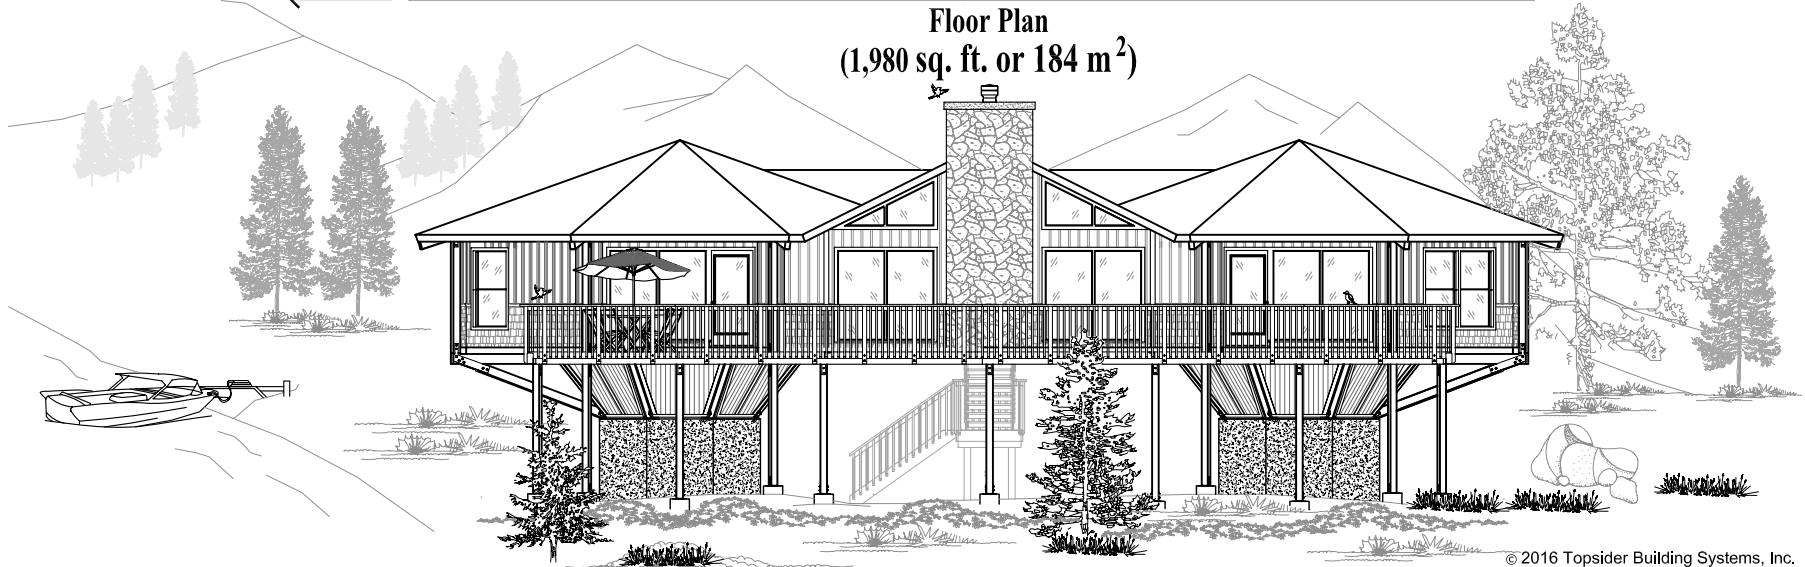 Floor Plan
(1,980 sq. ft. or 184 m²)
© 2016 Topsider Building Systems, Inc.